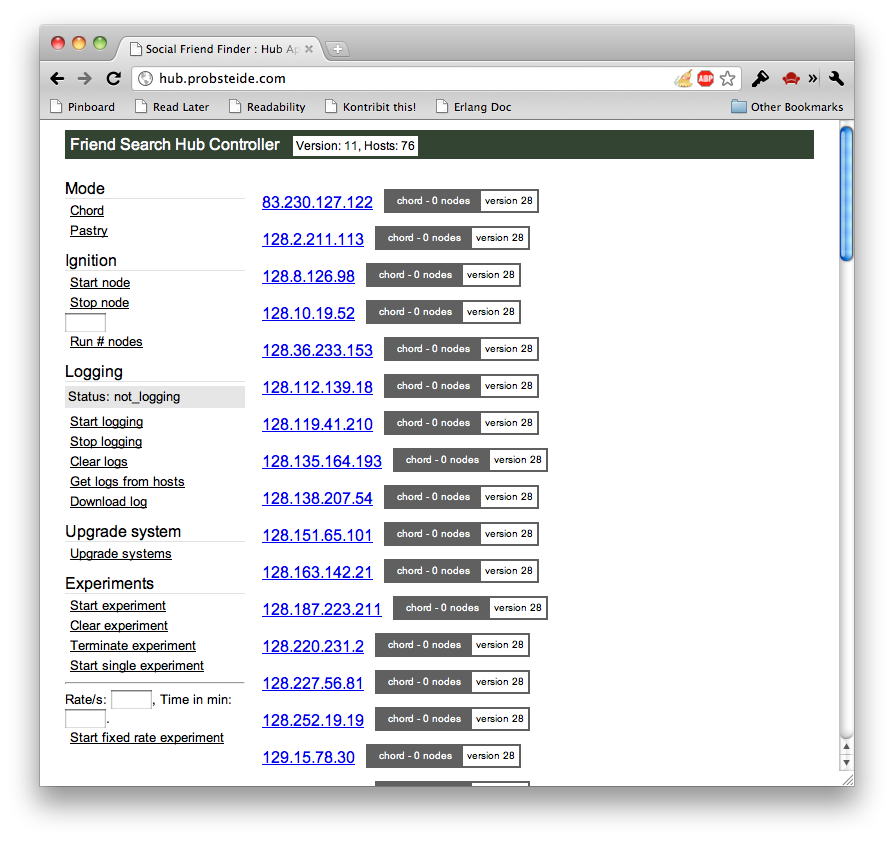 Social Friend Finder : Hub Ap
hub.probsteide.com
ABP
Pinboard
Read Later
Readability
Kontribit this!
Erlang Doc
Other Bookmarks
Friend Search Hub Controller
Version: 11, Hosts: 76
Mode
Chord
Pastry
Ignition
Start node
Stop node
Run # nodes
Logging
Status: not_logging
Start logging
Stop logging
Clear logs
Get logs from hosts
Download log
Upgrade system
Upgrade systems
Experiments
Start experiment
Clear experiment
Terminate experiment
Start single experiment
Rate/s: , Time in min:
.
Start fixed rate experiment
83.230.127.122 chord - 0 nodes version 28
128.2.211.113 chord - 0 nodes version 28
128.8.126.98 chord - 0 nodes version 28
128.10.19.52 chord - 0 nodes version 28
128.36.233.153 chord - 0 nodes version 28
128.112.139.18 chord - 0 nodes version 28
128.119.41.210 chord - 0 nodes version 28
128.135.164.193 chord - 0 nodes version 28
128.138.207.54 chord - 0 nodes version 28
128.151.65.101 chord - 0 nodes version 28
128.163.142.21 chord - 0 nodes version 28
128.187.223.211 chord - 0 nodes version 28
128.220.231.2 chord - 0 nodes version 28
128.227.56.81 chord - 0 nodes version 28
128.252.19.19 chord - 0 nodes version 28
129.15.78.30 chord - 0 nodes version 28